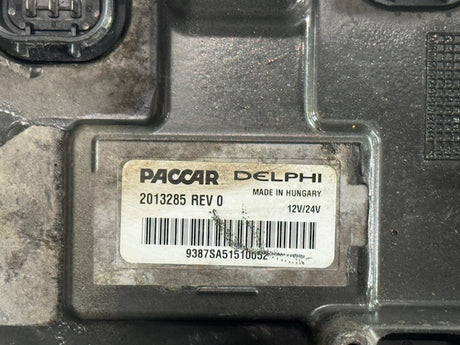 PACCAR DELPHI
2013285 REV 0 MADE IN HUNGARY
12V/24V
9387SA51510052